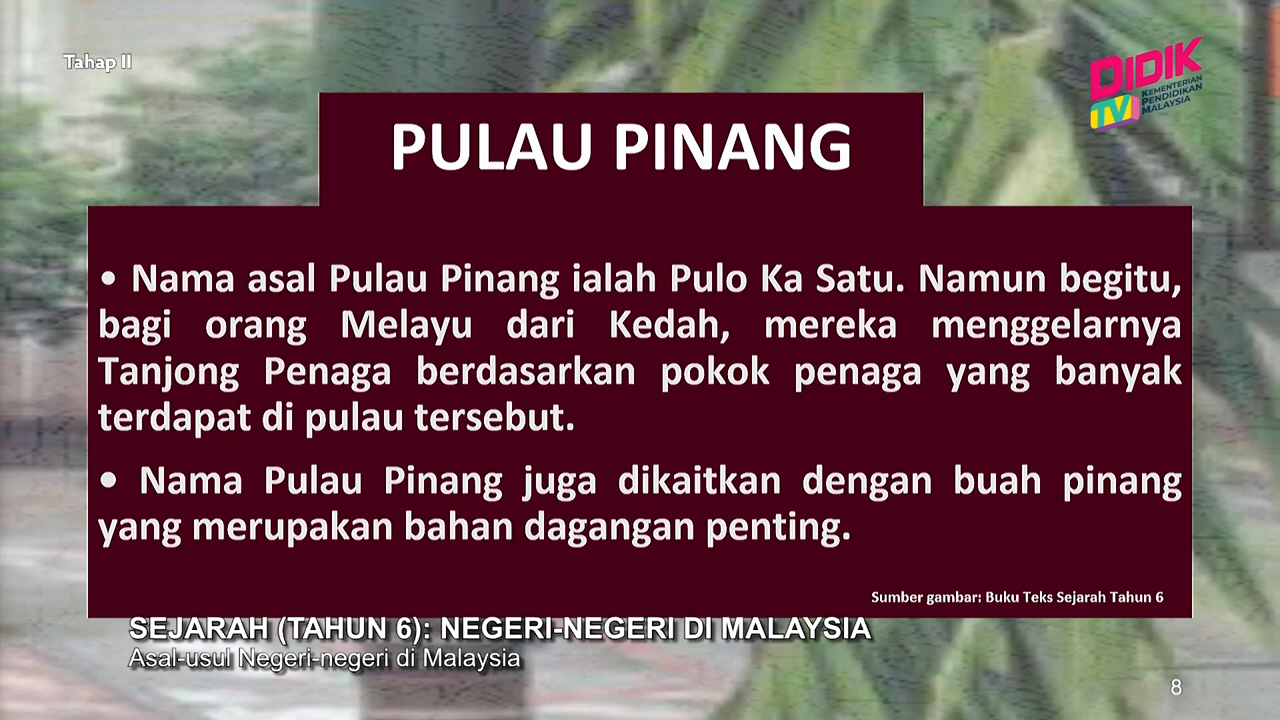 Tahap II
DIDIK
TV
KEMENTERIAN
PENDIDIKAN
MALAYSIA
PULAU PINANG
• Nama asal Pulau Pinang ialah Pulo Ka Satu. Namun begitu,
bagi orang Melayu dari Kedah, mereka menggelarnya
Tanjong Penaga berdasarkan pokok penaga yang banyak
terdapat di pulau tersebut.
• Nama Pulau Pinang juga dikaitkan dengan buah pinang
yang merupakan bahan dagangan penting.
Sumber gambar: Buku Teks Sejarah Tahun 6
SEJARAH (TAHUN 6): NEGERI-NEGERI DI MALAYSIA
Asal-usul Negeri-negeri di Malaysia
8